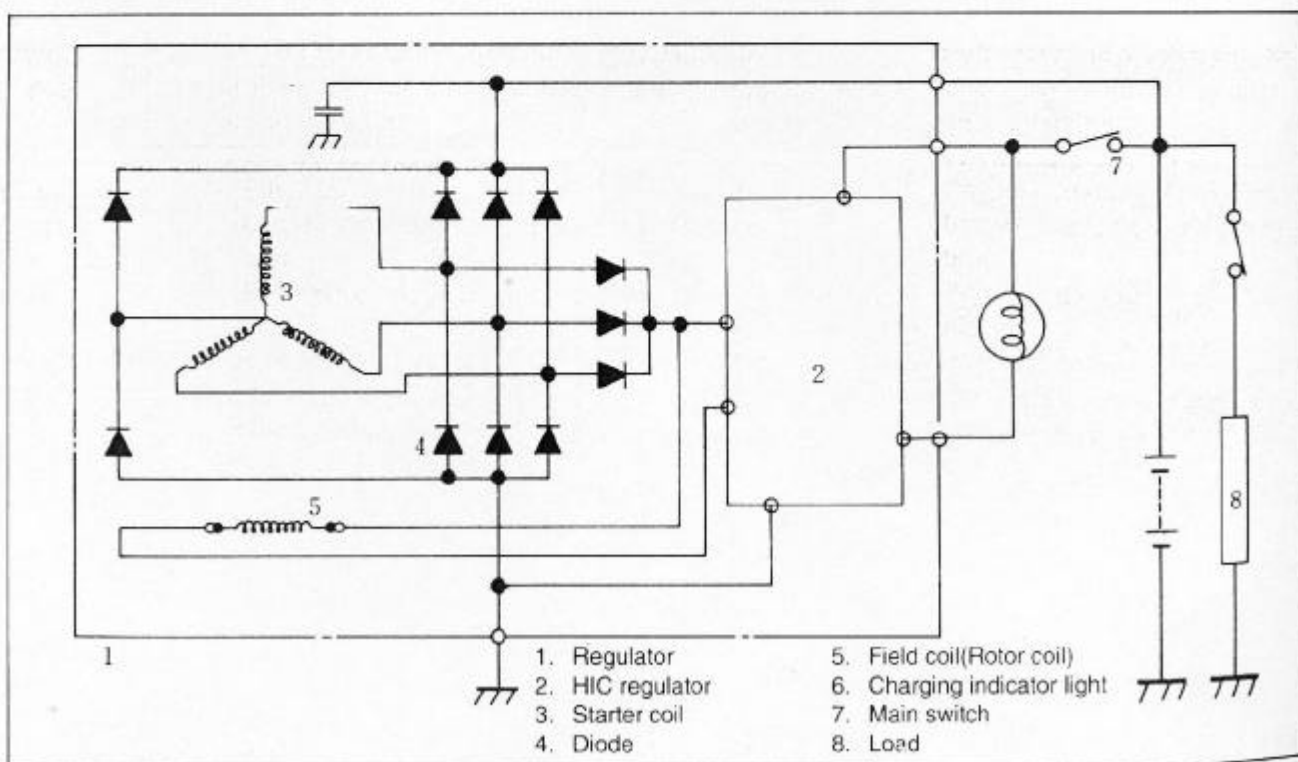 3
7
2
4
8
5
1
1. Regulator
2. HIC regulator
3. Starter coil
4. Diode
5. Field coil(Rotor coil)
6. Charging indicator light
7. Main switch
8. Load